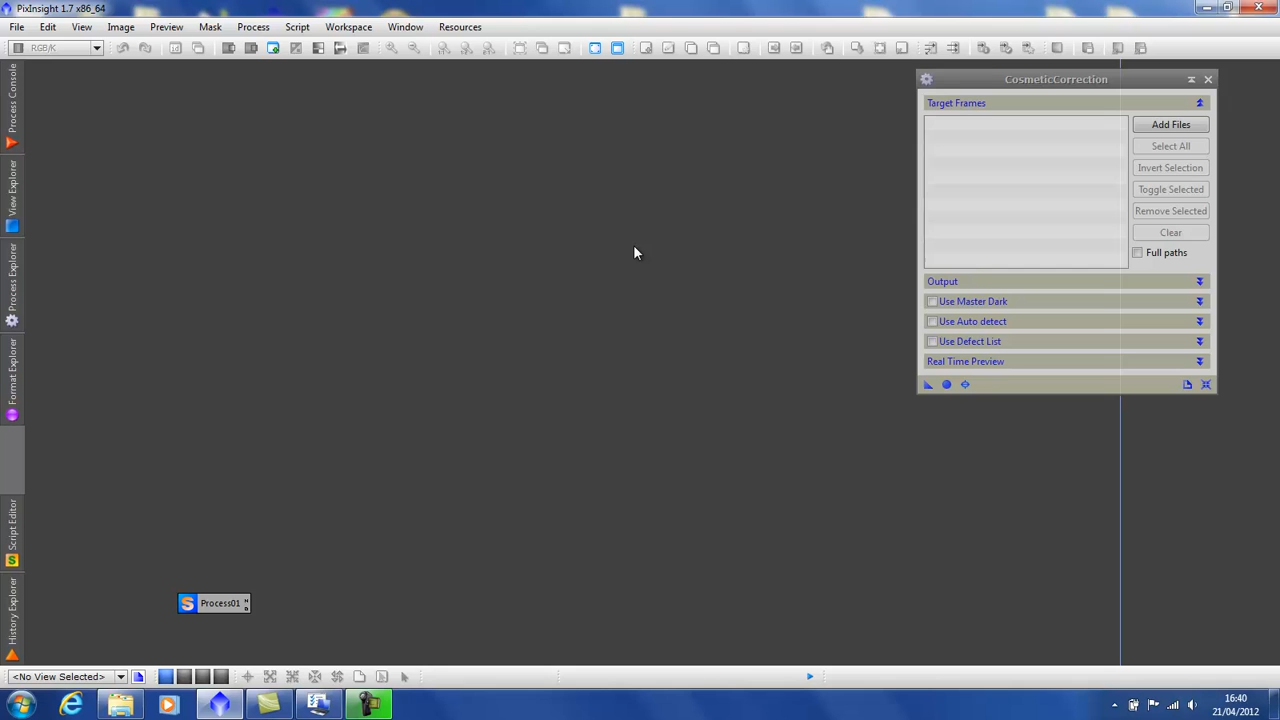 PixInsight 1.7 x86_64
File Edit View Preview Image Mask Process Script Workspace Window Resources
RGB/K
Process Console
View Explorer
Process Explorer
Format Explorer
Script Editor
History Explorer
CosmeticCorrection
Target Frames
Add Files
Select All
Invert Selection
Toggle Selected
Remove Selected
Clear
Full paths
Output
Use Master Dark
Use Auto detect
Use Defect List
Real Time Preview
S Process01 N D
<No View Selected>
16:40
21/04/2012